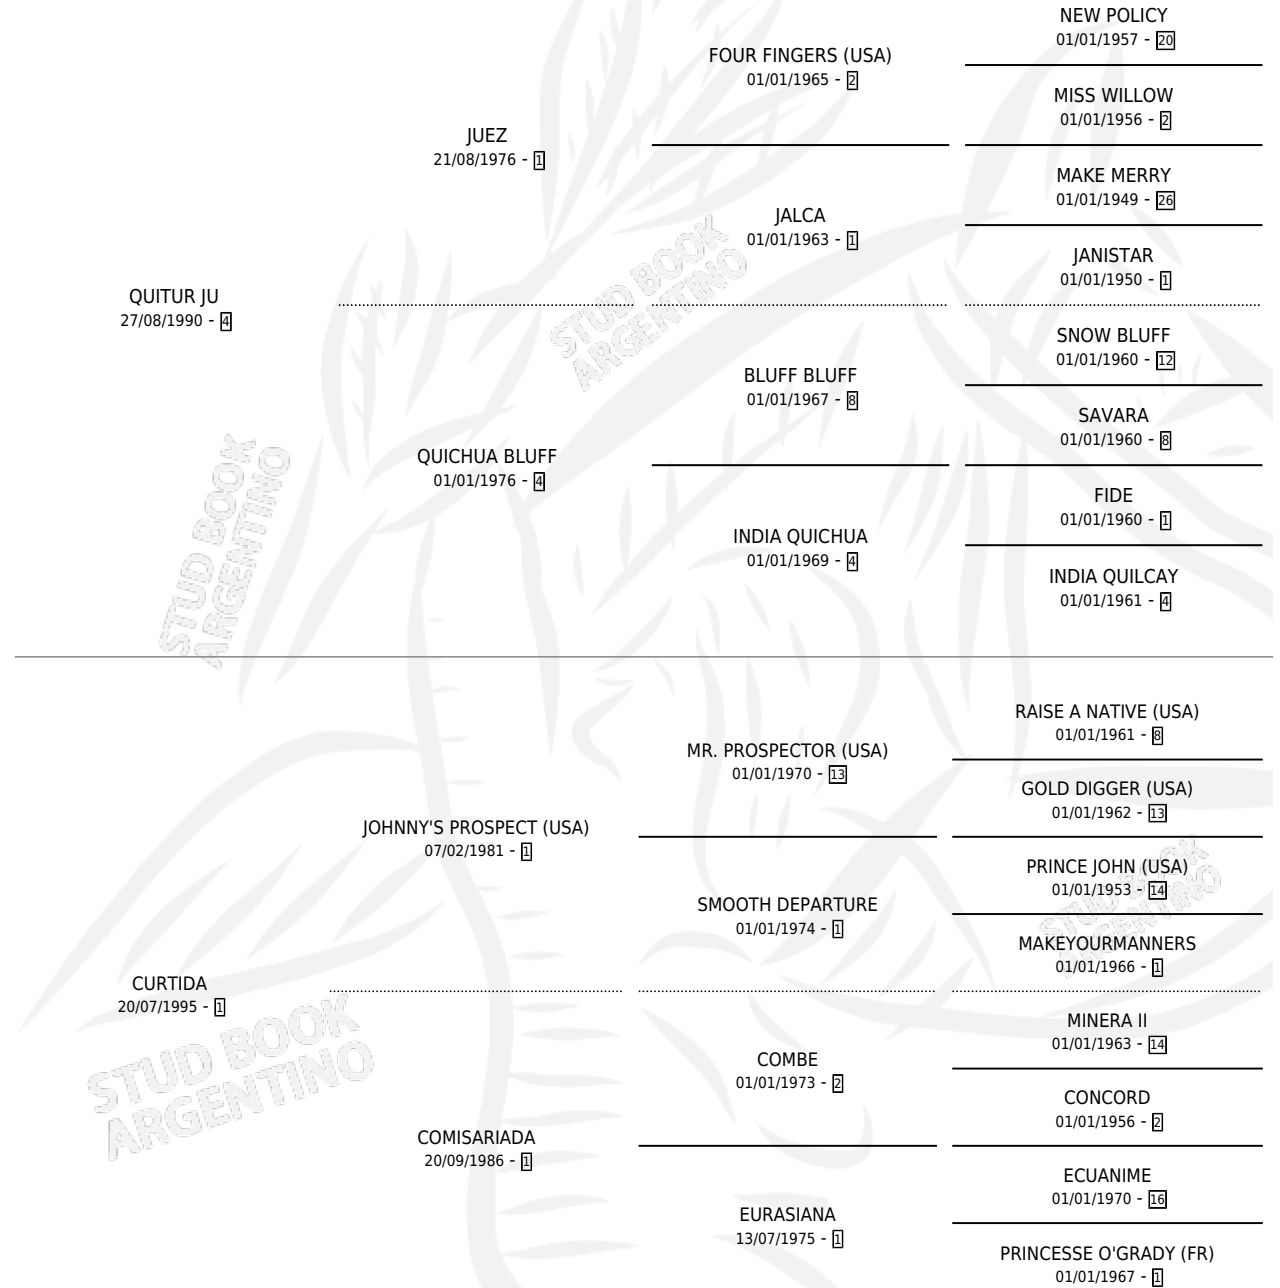 NEW POLICY
01/01/1957 - 20
FOUR FINGERS (USA)
01/01/1965 - 2
MISS WILLOW
01/01/1956 - 2
JUEZ
21/08/1976 - 1
MAKE MERRY
01/01/1949 - 26
JALCA
01/01/1963 - 1
JANISTAR
01/01/1950 - 1
QUITUR JU
27/08/1990 - 4
SNOW BLUFF
01/01/1960 - 12
BLUFF BLUFF
01/01/1967 - 8
SAVARA
01/01/1960 - 8
QUICHUA BLUFF
01/01/1976 - 4
FIDE
01/01/1960 - 1
INDIA QUICHUA
01/01/1969 - 4
INDIA QUILCAY
01/01/1961 - 4
RAISE A NATIVE (USA)
01/01/1961 - 8
MR. PROSPECTOR (USA)
01/01/1970 - 13
GOLD DIGGER (USA)
01/01/1962 - 13
JOHNNY'S PROSPECT (USA)
07/02/1981 - 1
PRINCE JOHN (USA)
01/01/1953 - 14
SMOOTH DEPARTURE
01/01/1974 - 1
MAKEYOURMANNERS
01/01/1966 - 1
CURTIDA
20/07/1995 - 1
MINERA II
01/01/1963 - 14
COMBE
01/01/1973 - 2
CONCORD
01/01/1956 - 2
COMISARIADA
20/09/1986 - 1
ECUANIME
01/01/1970 - 16
EURASIANA
13/07/1975 - 1
PRINCESSE O'GRADY (FR)
01/01/1967 - 1
STUD BOOK
ARGENTINO
STUD BOOK
ARGENTINO
STUD BOOK
ARGENTINO
STUD BOOK
ARGENTINO